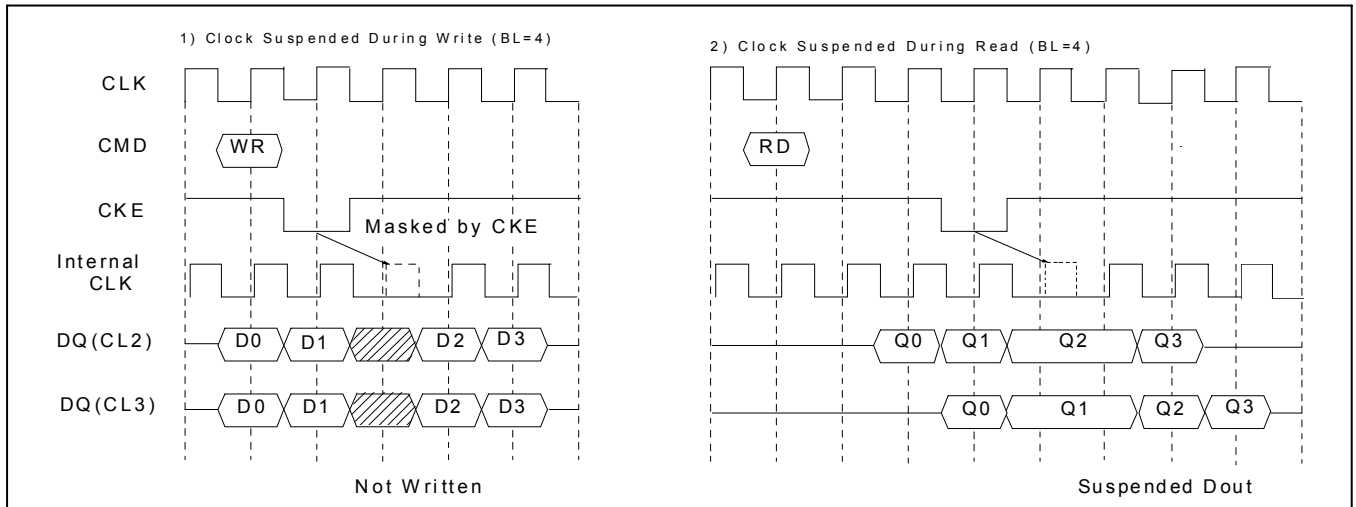 1) Clock Suspended During Write (BL=4)
2) Clock Suspended During Read (BL=4)
CLK
CMD
WR
RD
CKE
Masked by CKE
Internal
CLK
DQ(CL2)
D0 D1 D2 D3
Q0 Q1 Q2 Q3
DQ(CL3)
D0 D1 D2 D3
Q0 Q1 Q2 Q3
Not Written
Suspended Dout